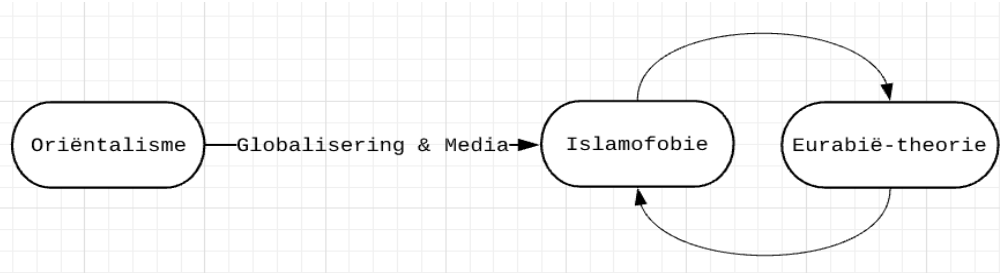 Oriëntalisme
Globalisering & Media
Islamofobie
Eurabië-theorie